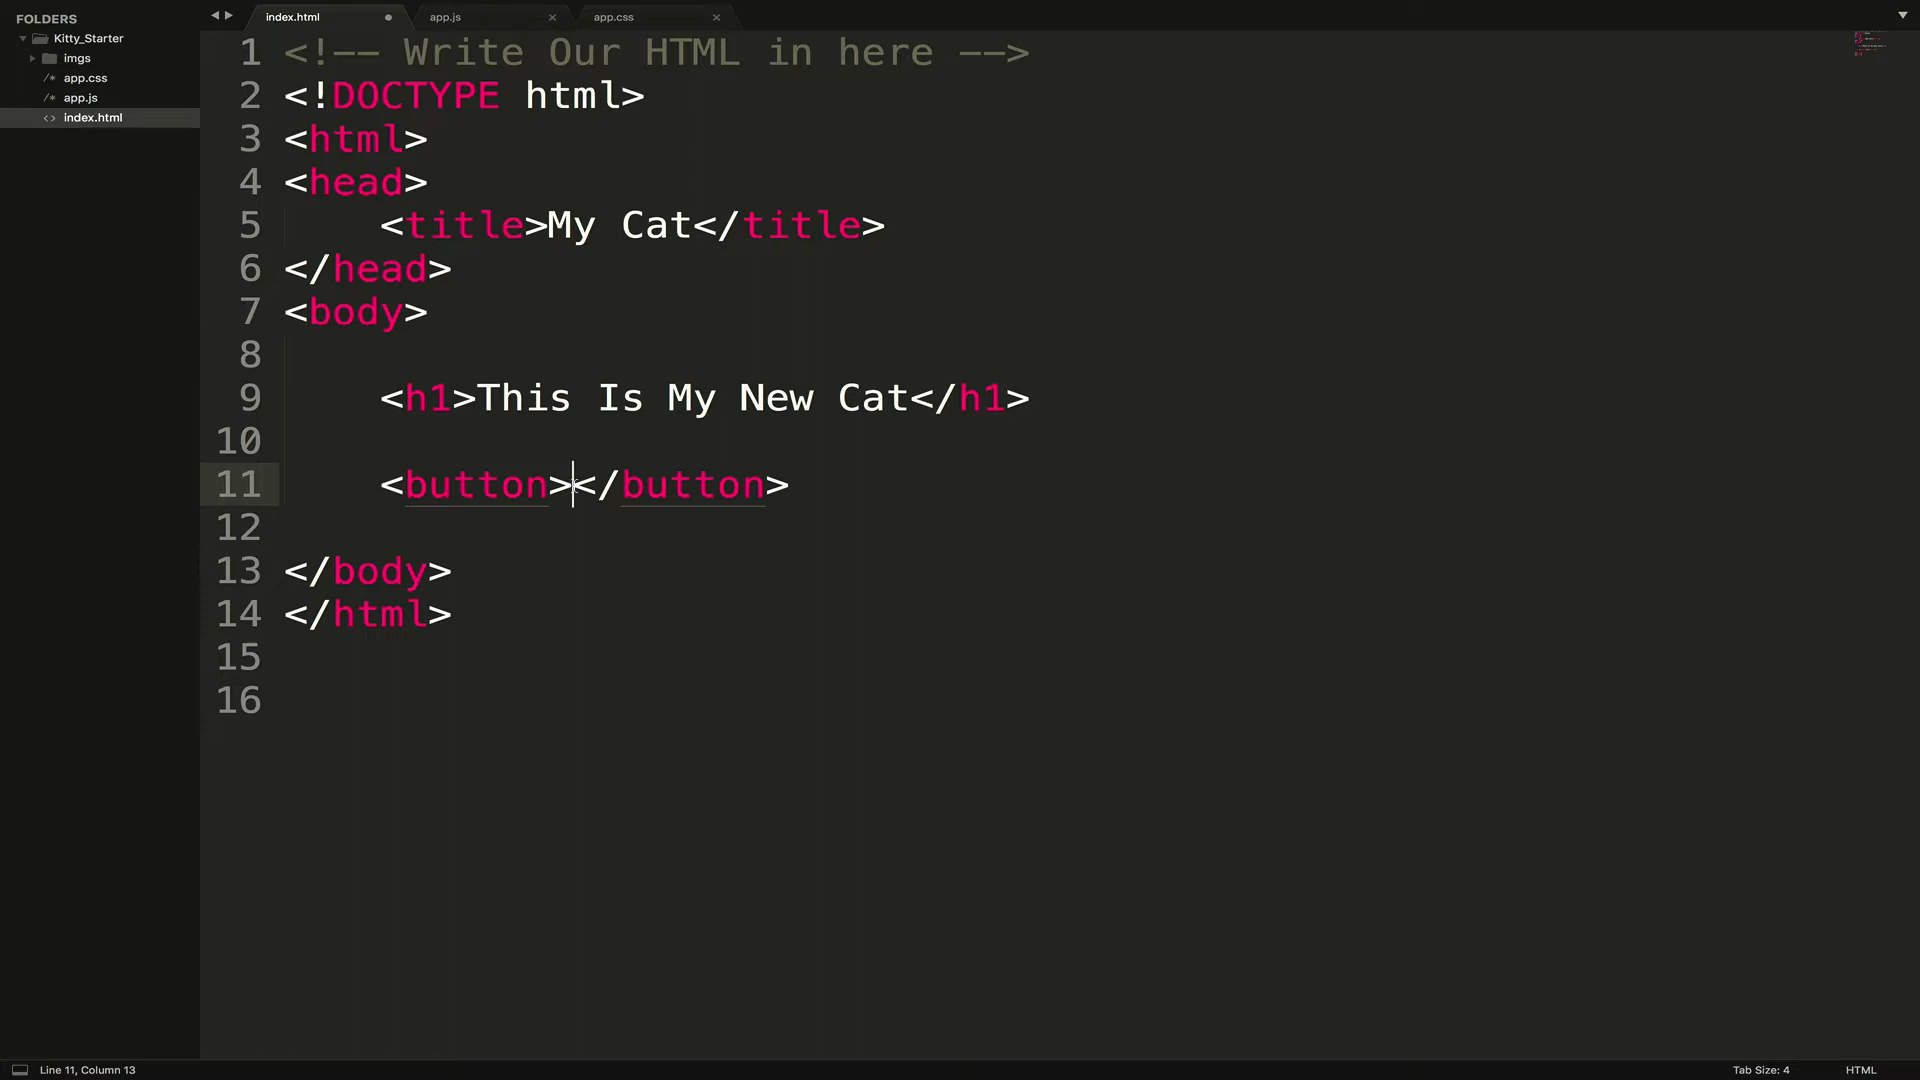 FOLDERS
Kitty_Starter
imgs
/* app.css
/* app.js
<> index.html
index.html
app.js
app.css
1 <!-- Write Our HTML in here -->
2 <!DOCTYPE html>
3 <html>
4 <head>
5     <title>My Cat</title>
6 </head>
7 <body>
8
9     <h1>This Is My New Cat</h1>
10
11     <button></button>
12
13 </body>
14 </html>
15
16
Line 11, Column 13
Tab Size: 4
HTML